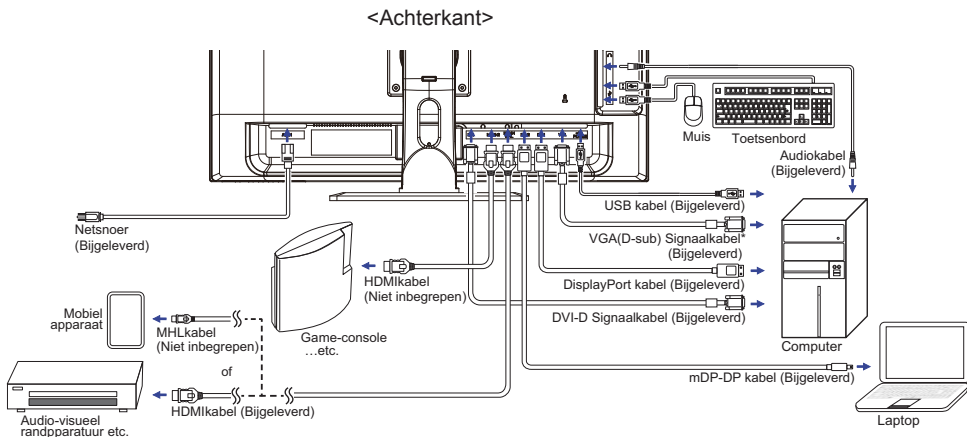 <Achterkant>
Muis
Toetsenbord
Audiokabel
(Bijgeleverd)
USB kabel (Bijgeleverd)
Netsnoer
(Bijgeleverd)
VGA(D-sub) Signaalkabel*
(Bijgeleverd)
HDMIkabel
(Niet inbegrepen)
DisplayPort kabel (Bijgeleverd)
Mobiel
apparaat
MHLkabel
(Niet inbegrepen)
Game-console
...etc.
DVI-D Signaalkabel (Bijgeleverd)
Computer
of
mDP-DP kabel (Bijgeleverd)
HDMIkabel (Bijgeleverd)
Audio-visueel
randpparatuur etc.
Laptop